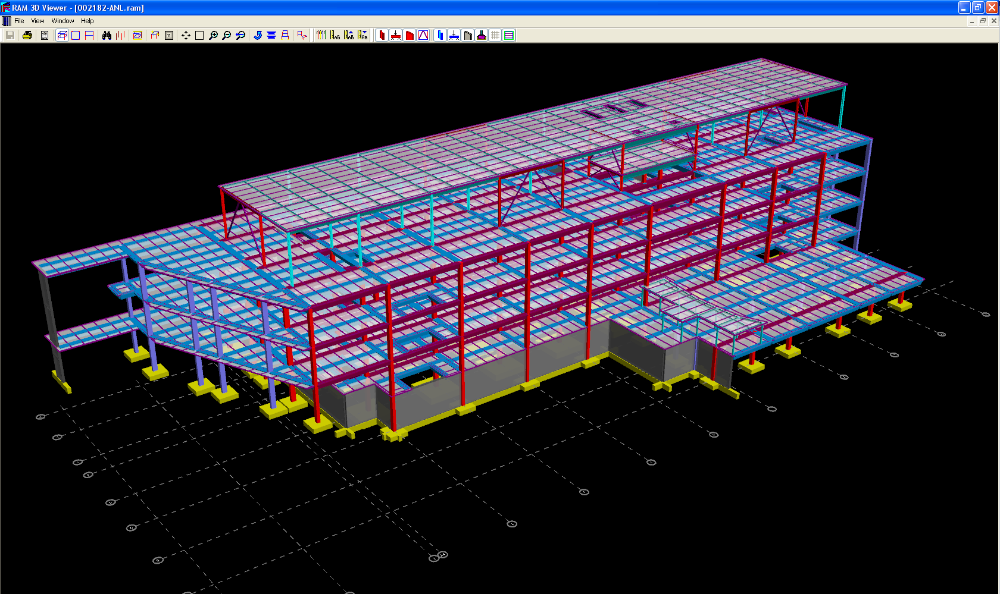 RAM 3D Viewer - [002182-ANL.ram]
File View Window Help